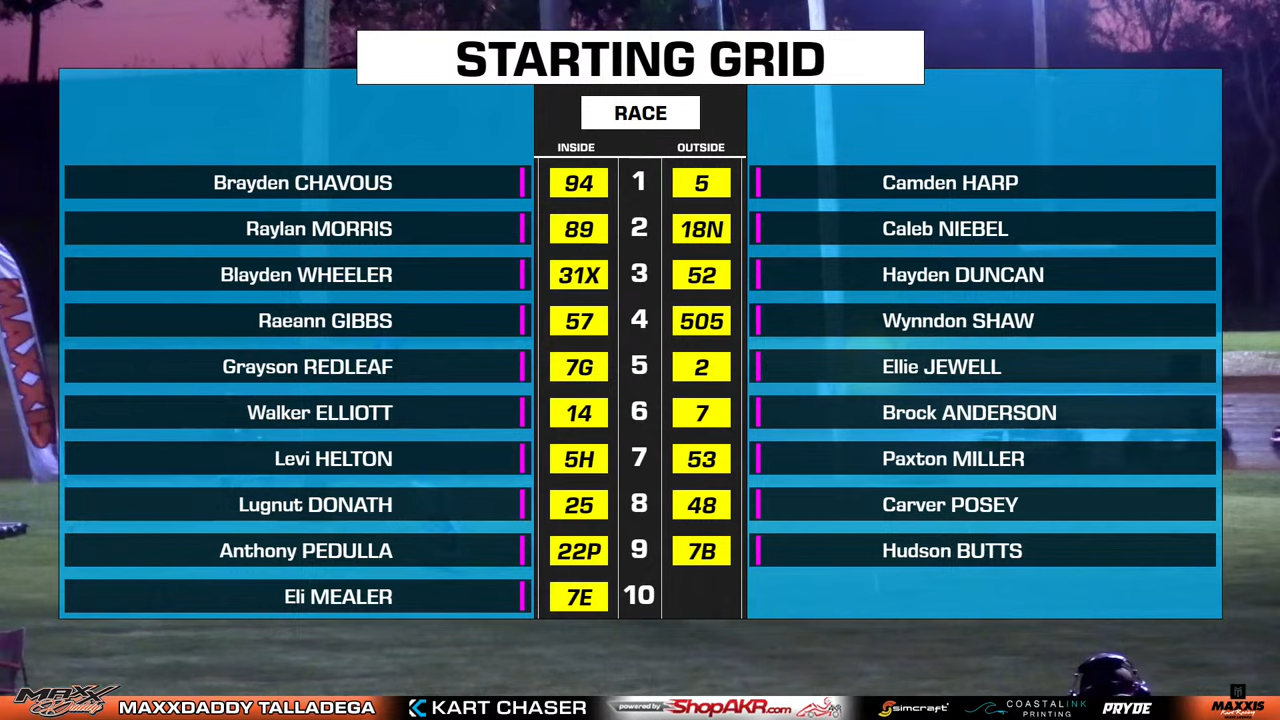 STARTING GRID
RACE
INSIDE OUTSIDE
Brayden CHAVOUS 94 1 5 Camden HARP
Raylan MORRIS 89 2 18N Caleb NIEBEL
Blayden WHEELER 31X 3 52 Hayden DUNCAN
Raeann GIBBS 57 4 505 Wynndon SHAW
Grayson REDLEAF 7G 5 2 Ellie JEWELL
Walker ELLIOTT 14 6 7 Brock ANDERSON
Levi HELTON 5H 7 53 Paxton MILLER
Lugnut DONATH 25 8 48 Carver POSEY
Anthony PEDULLA 22P 9 7B Hudson BUTTS
Eli MEALER 7E 10
MAXXIS
MAXX Daddy MAXXDADDY TALLADEGA KART CHASER powered by ShopAKR.com simcraft COASTALINK PRINTING PRYDE MAXXIS